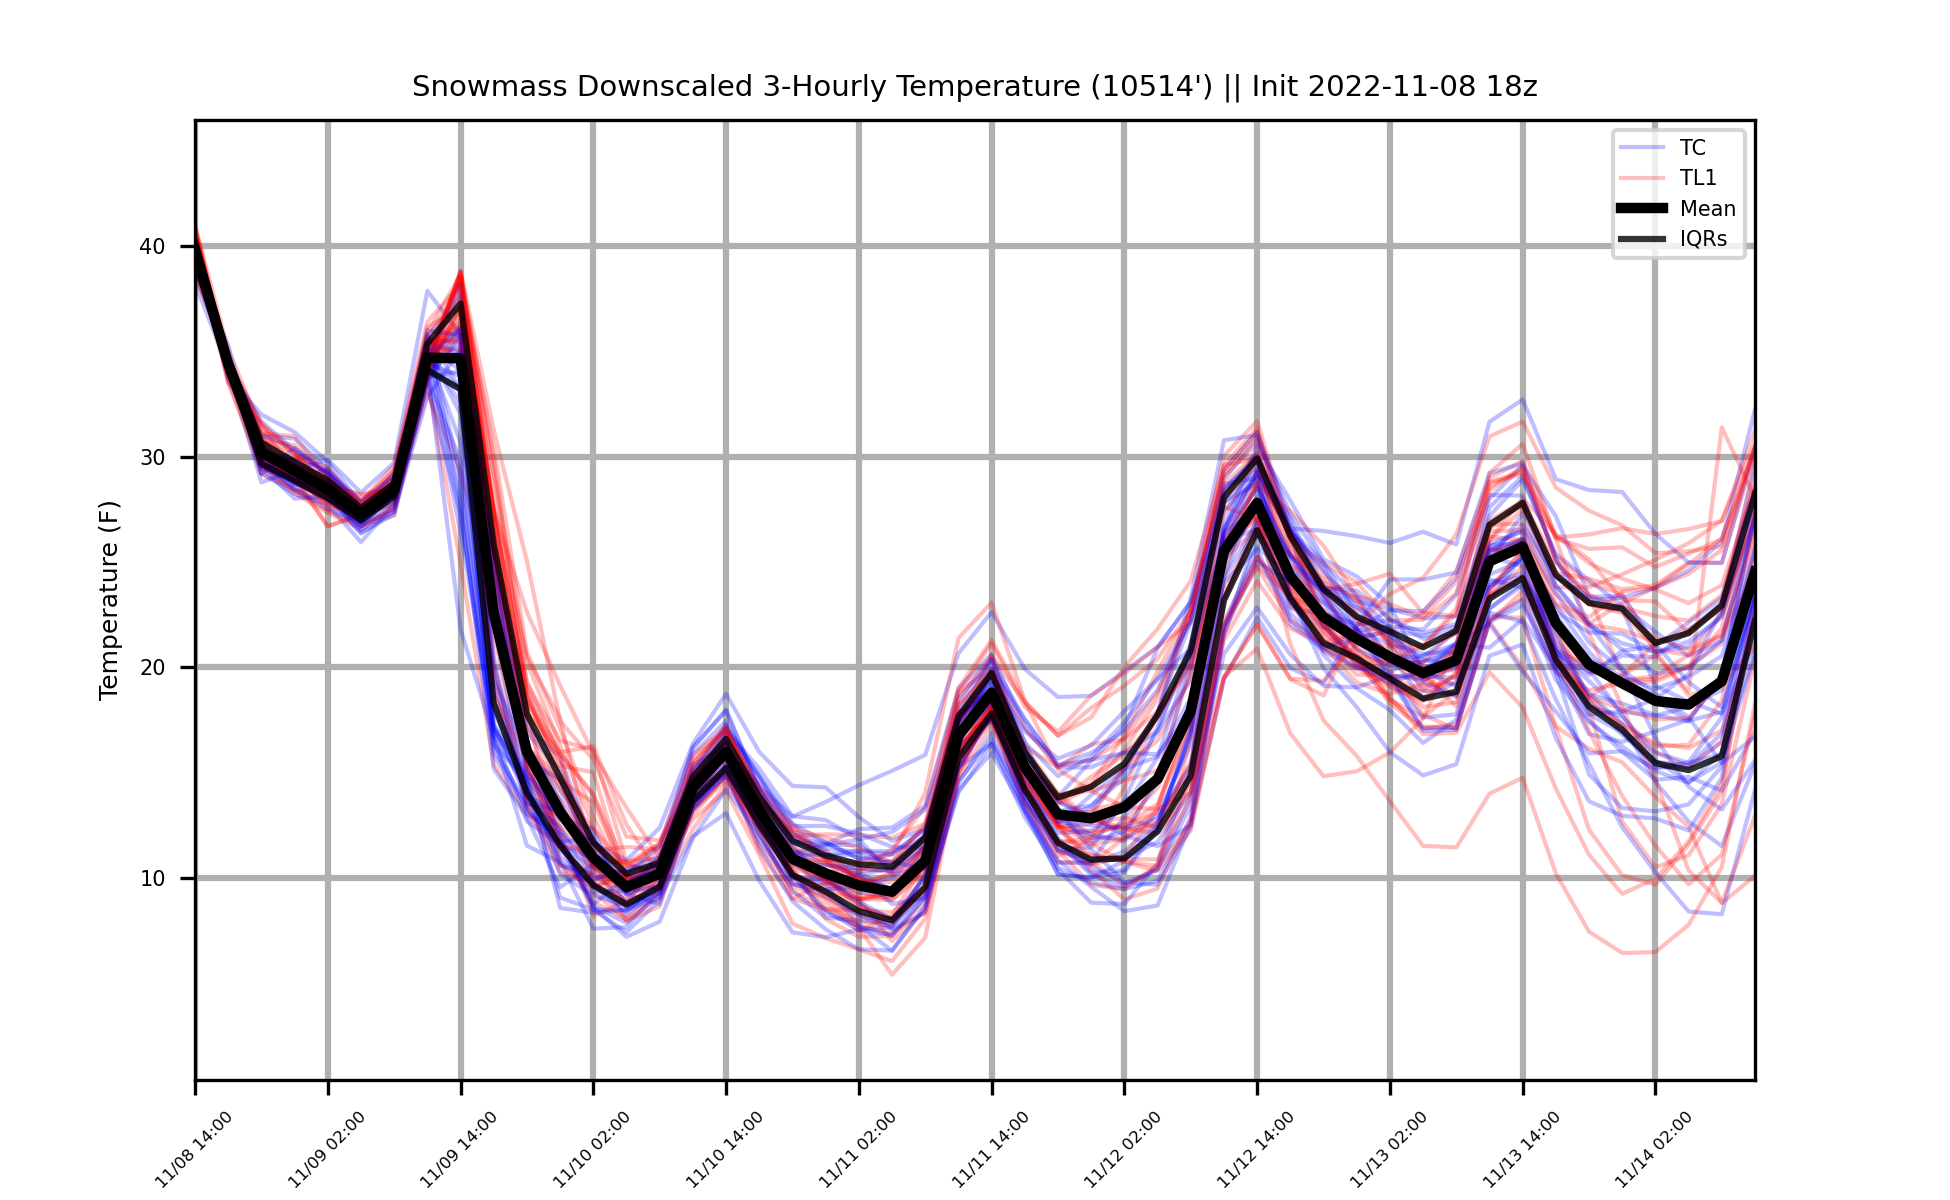 Snowmass Downscaled 3-Hourly Temperature (10514') || Init 2022-11-08 18z
TC
TL1
Mean
IQRs
Temperature (F)
40
30
20
10
11/08 14:00
11/09 02:00
11/09 14:00
11/10 02:00
11/10 14:00
11/11 02:00
11/11 14:00
11/12 02:00
11/12 14:00
11/13 02:00
11/13 14:00
11/14 02:00